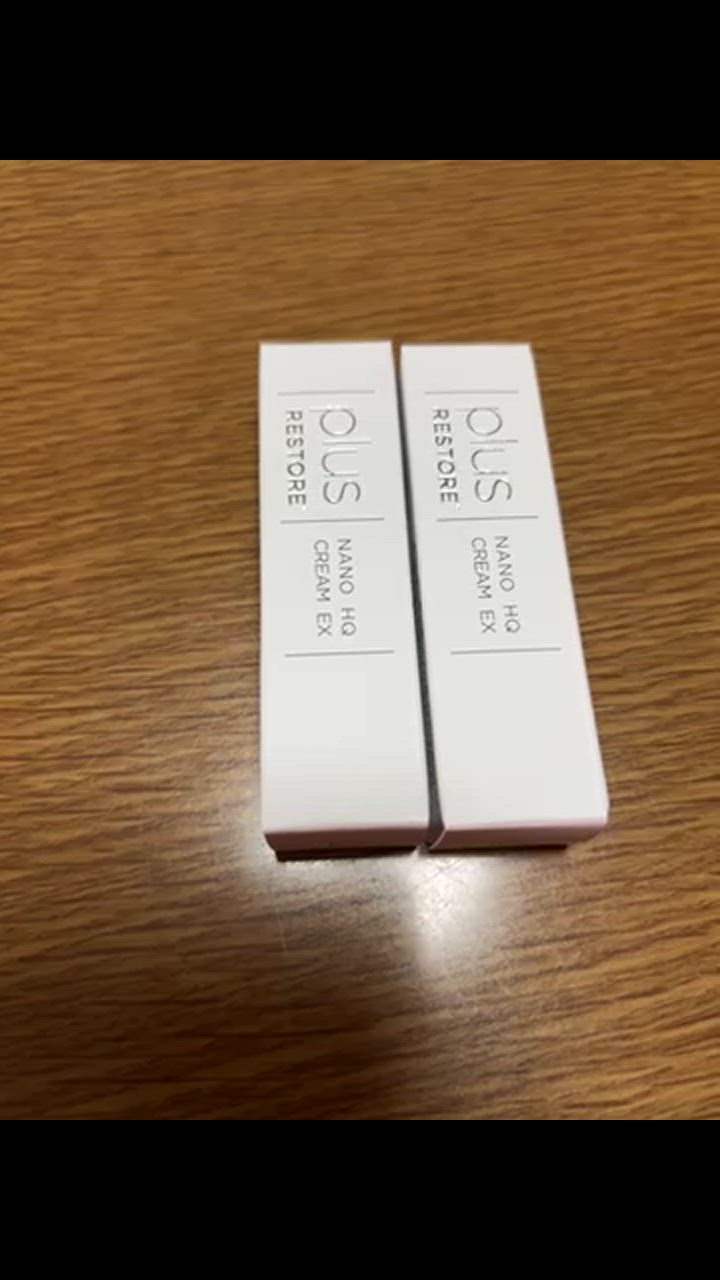 plus
RESTORE
NANO HQ
CREAM EX
plus
RESTORE
NANO HQ
CREAM EX